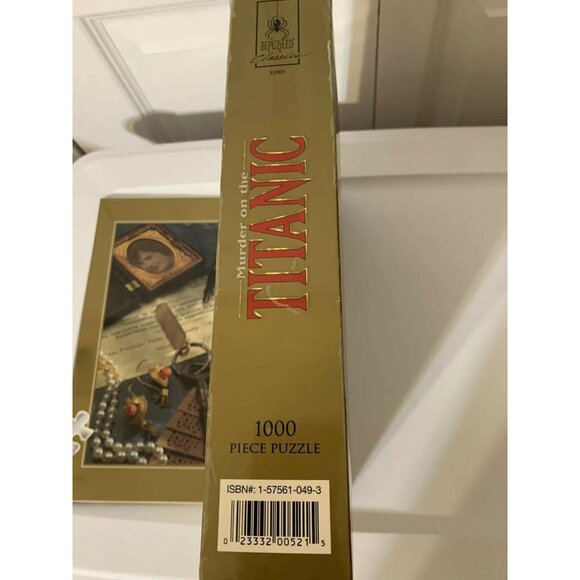 BEPUZZLED
Classics
33101
Murder on the
TITANIC
1000
PIECE PUZZLE
ISBN#: 1-57561-049-3
0 23332 00521 5